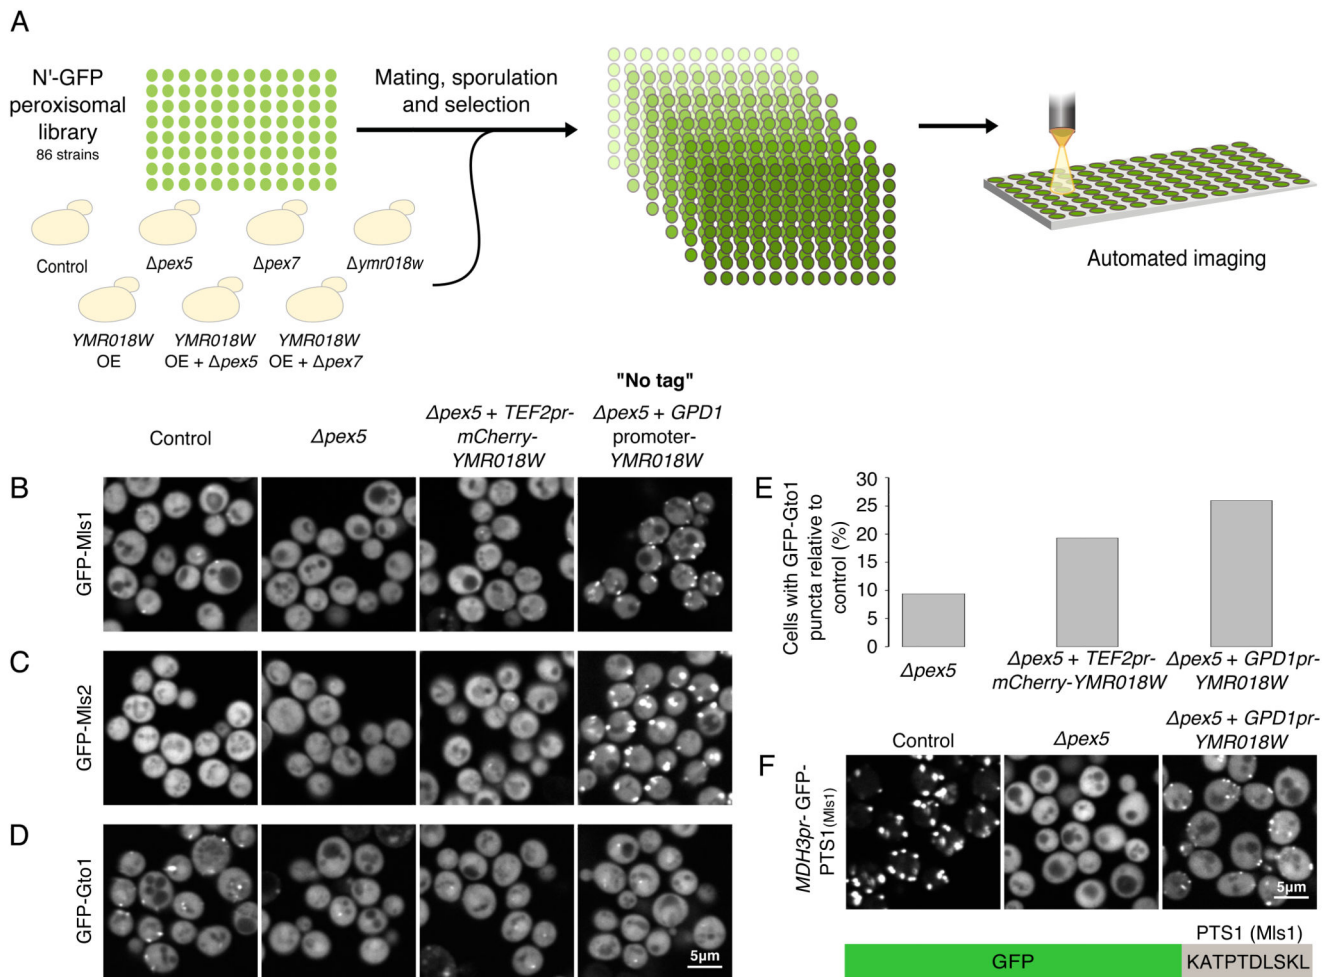 A
N'-GFP
peroxisomal
library
86 strains
Mating, sporulation
and selection
Control
Δpex5
Δpex7
Δymr018w
YMR018W
OE
YMR018W
OE + Δpex5
YMR018W
OE + Δpex7
Automated imaging
"No tag"
Control
Δpex5
Δpex5 + TEF2pr-
mCherry-
YMR018W
Δpex5 + GPD1
promoter-
YMR018W
B
GFP-Mls1
C
GFP-Mls2
D
GFP-Gto1
5µm
E
Cells with GFP-Gto1
puncta relative to
control (%)
30
25
20
15
10
5
0
Δpex5
Δpex5 + TEF2pr-
mCherry-YMR018W
Δpex5 + GPD1pr-
YMR018W
F
Control
Δpex5
Δpex5 + GPD1pr-
YMR018W
MDH3pr- GFP-
PTS1(Mls1)
5µm
PTS1 (Mls1)
GFP
KATPTDLSKL